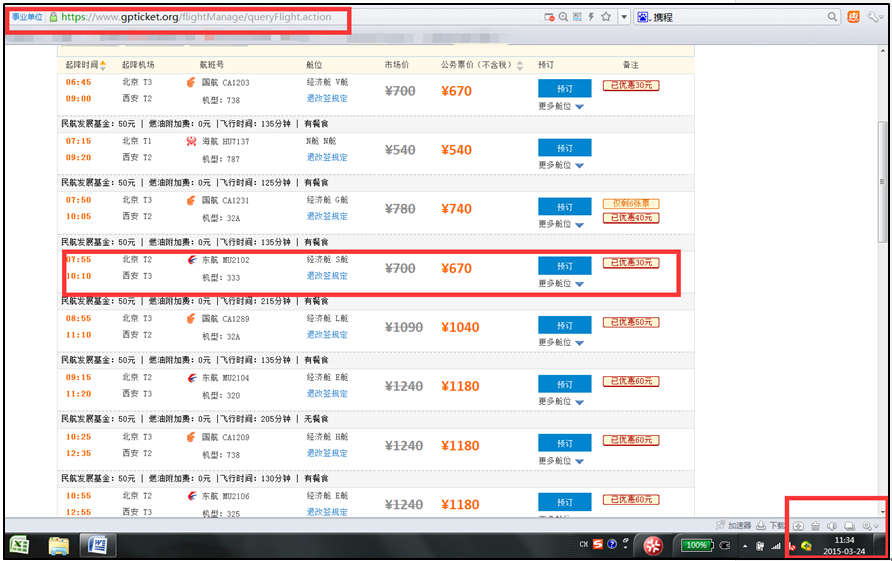 事业单位 https://www.gpticket.org/flightManage/queryFlight.action 携程
起降时间 起降机场 航班号 舱位 市场价 公务票价（不含税） 预订 备注
06:45 北京 T3 国航 CA1203 经济舱 V舱 ¥700 ¥670 预订 已优惠30元
09:00 西安 T2 机型: 738 退改签规定 更多舱位
民航发展基金: 50元 | 燃油附加费: 0元 |飞行时间: 135分钟 | 有餐食
07:15 北京 T1 海航 HU7137 N舱 N舱 ¥540 ¥540 预订
09:20 西安 T2 机型: 787 退改签规定 更多舱位
民航发展基金: 50元 | 燃油附加费: 0元 |飞行时间: 125分钟 | 有餐食
07:50 北京 T3 国航 CA1231 经济舱 G舱 ¥780 ¥740 预订 仅剩6张票
10:05 西安 T2 机型: 32A 退改签规定 更多舱位 已优惠40元
民航发展基金: 50元 | 燃油附加费: 0元 |飞行时间: 135分钟 | 有餐食
07:55 北京 T2 东航 MU2102 经济舱 S舱 ¥700 ¥670 预订 已优惠30元
10:10 西安 T3 机型: 333 退改签规定 更多舱位
民航发展基金: 50元 | 燃油附加费: 0元 |飞行时间: 215分钟 | 有餐食
08:55 北京 T3 国航 CA1289 经济舱 L舱 ¥1090 ¥1040 预订 已优惠50元
11:10 西安 T2 机型: 32A 退改签规定 更多舱位
民航发展基金: 50元 | 燃油附加费: 0元 |飞行时间: 135分钟 | 有餐食
09:15 北京 T2 东航 MU2104 经济舱 E舱 ¥1240 ¥1180 预订 已优惠60元
11:20 西安 T3 机型: 320 退改签规定 更多舱位
民航发展基金: 50元 | 燃油附加费: 0元 |飞行时间: 205分钟 | 无餐食
10:25 北京 T3 国航 CA1209 经济舱 H舱 ¥1240 ¥1180 预订 已优惠60元
12:35 西安 T2 机型: 738 退改签规定 更多舱位
民航发展基金: 50元 | 燃油附加费: 0元 |飞行时间: 130分钟 | 有餐食
10:55 北京 T2 东航 MU2106 经济舱 E舱 ¥1240 ¥1180 预订 已优惠60元
12:55 西安 T3 机型: 325 退改签规定
加速器 下载
CH 100% 11:34
2015-03-24